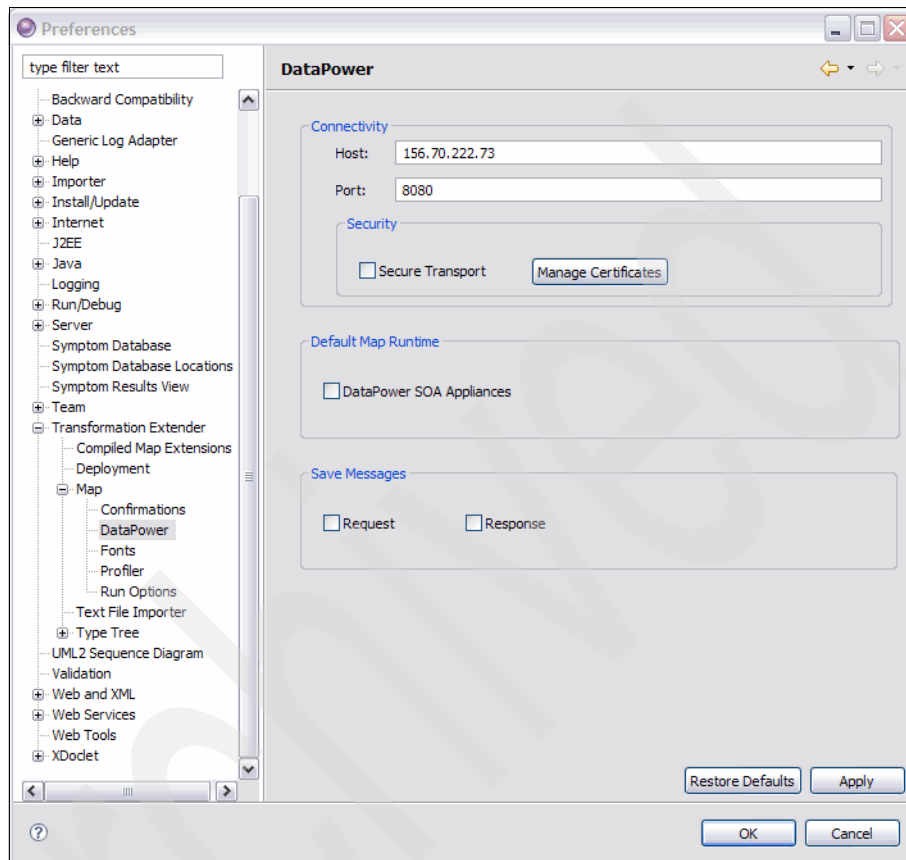 Preferences
type filter text
Backward Compatibility
Data
Generic Log Adapter
Help
Importer
Install/Update
Internet
J2EE
Java
Logging
Run/Debug
Server
Symptom Database
Symptom Database Locations
Symptom Results View
Team
Transformation Extender
Compiled Map Extensions
Deployment
Map
Confirmations
DataPower
Fonts
Profiler
Run Options
Text File Importer
Type Tree
UML2 Sequence Diagram
Validation
Web and XML
Web Services
Web Tools
XDoclet
DataPower
Connectivity
Host: 156.70.222.73
Port: 8080
Security
Secure Transport Manage Certificates
Default Map Runtime
DataPower SOA Appliances
Save Messages
Request Response
Restore Defaults Apply
? OK Cancel